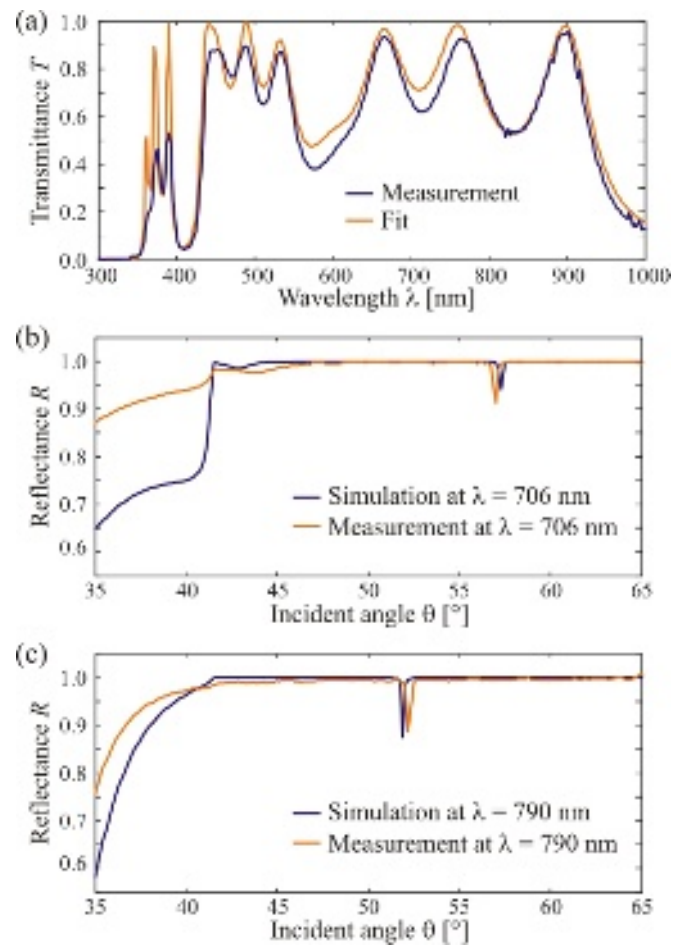 (a)
1.0
0.8
0.6
0.4
0.2
0.0
Transmittance T
Measurement
Fit
300 400 500 600 700 800 900 1000
Wavelength λ [nm]
(b)
1.0
0.9
0.8
0.7
0.6
Reflectance R
Simulation at λ = 706 nm
Measurement at λ = 706 nm
35 40 45 50 55 60 65
Incident angle θ [°]
(c)
1.0
0.9
0.8
0.7
0.6
Reflectance R
Simulation at λ = 790 nm
Measurement at λ = 790 nm
35 40 45 50 55 60 65
Incident angle θ [°]